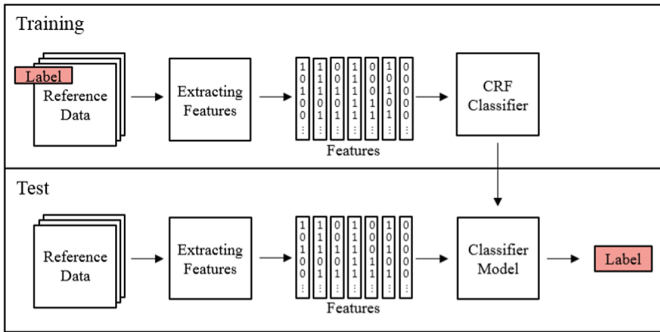 Training
Label
Reference
Data
Extracting
Features
Features
CRF
Classifier
Test
Reference
Data
Extracting
Features
Features
Classifier
Model
Label